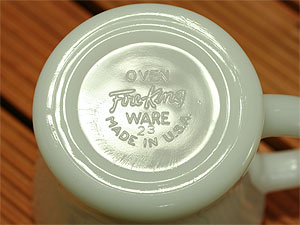 OVEN
Fire-King
WARE
23
MADE IN U.S.A.